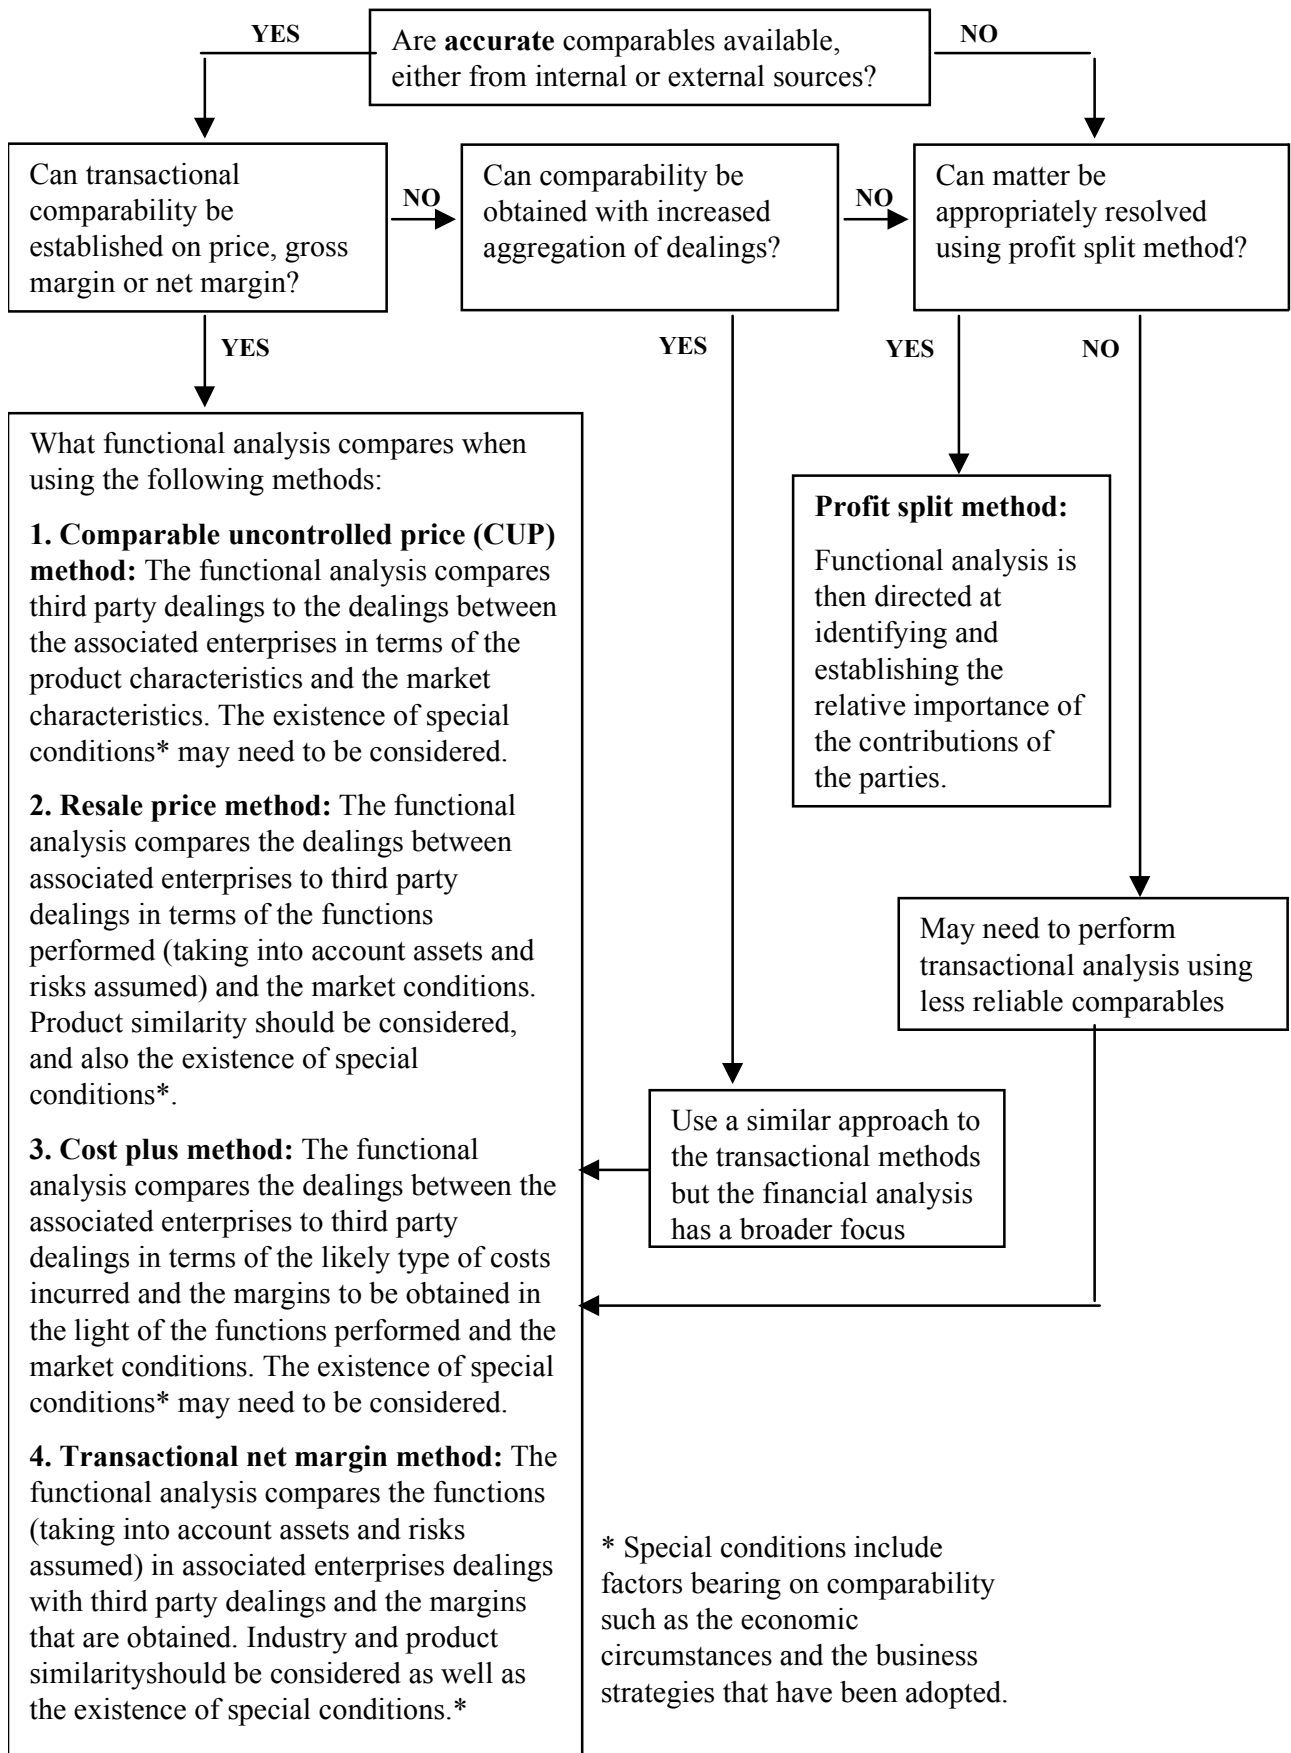 YES
Are accurate comparables available,
either from internal or external sources?
NO
Can transactional
comparability be
established on price, gross
margin or net margin?
NO
Can comparability be
obtained with increased
aggregation of dealings?
NO
Can matter be
appropriately resolved
using profit split method?
YES
YES
YES
NO
What functional analysis compares when
using the following methods:
1. Comparable uncontrolled price (CUP)
method: The functional analysis compares
third party dealings to the dealings between
the associated enterprises in terms of the
product characteristics and the market
characteristics. The existence of special
conditions* may need to be considered.
2. Resale price method: The functional
analysis compares the dealings between
associated enterprises to third party
dealings in terms of the functions
performed (taking into account assets and
risks assumed) and the market conditions.
Product similarity should be considered,
and also the existence of special
conditions*.
3. Cost plus method: The functional
analysis compares the dealings between the
associated enterprises to third party
dealings in terms of the likely type of costs
incurred and the margins to be obtained in
the light of the functions performed and the
market conditions. The existence of special
conditions* may need to be considered.
4. Transactional net margin method: The
functional analysis compares the functions
(taking into account assets and risks
assumed) in associated enterprises dealings
with third party dealings and the margins
that are obtained. Industry and product
similarityshould be considered as well as
the existence of special conditions.*
Profit split method:
Functional analysis is
then directed at
identifying and
establishing the
relative importance of
the contributions of
the parties.
May need to perform
transactional analysis using
less reliable comparables
Use a similar approach to
the transactional methods
but the financial analysis
has a broader focus
* Special conditions include
factors bearing on comparability
such as the economic
circumstances and the business
strategies that have been adopted.